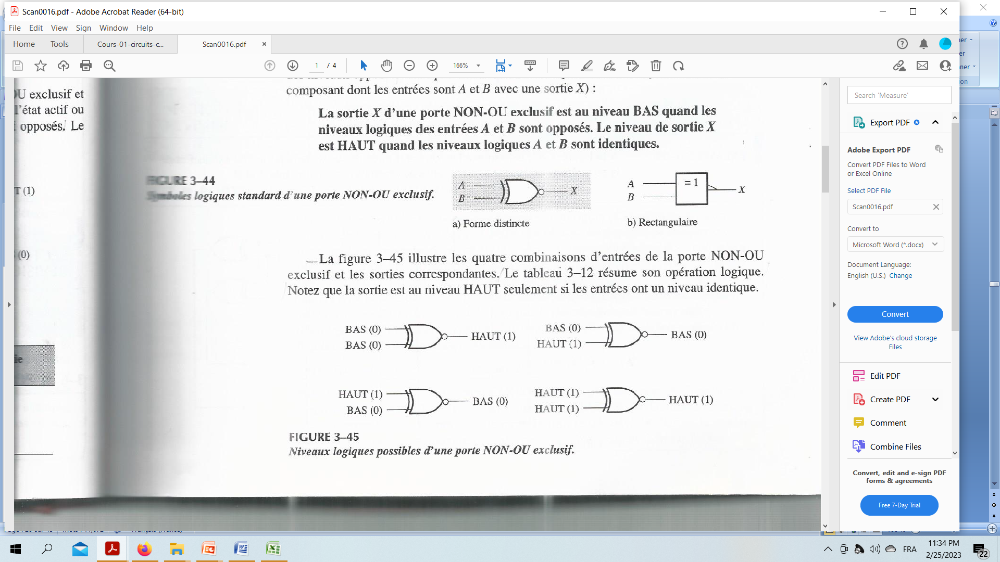 Scan0016.pdf - Adobe Acrobat Reader (64-bit)
File Edit View Sign Window Help
Home Tools Cours-01-circuits-c... Scan0016.pdf
1 / 4 166%
OU exclusif et
l'état actif ou
opposés. Le
T (1)
(0)
composant dont les entrées sont A et B avec une sortie X) :
La sortie X d'une porte NON-OU exclusif est au niveau BAS quand les
niveaux logiques des entrées A et B sont opposés. Le niveau de sortie X
est HAUT quand les niveaux logiques A et B sont identiques.
FIGURE 3–44
Symboles logiques standard d'une porte NON-OU exclusif.
A
B
X
a) Forme distincte
A
B
= 1
X
b) Rectangulaire
La figure 3–45 illustre les quatre combinaisons d'entrées de la porte NON-OU
exclusif et les sorties correspondantes. Le tableau 3–12 résume son opération logique.
Notez que la sortie est au niveau HAUT seulement si les entrées ont un niveau identique.
BAS (0)
BAS (0)
HAUT (1)
BAS (0)
HAUT (1)
BAS (0)
HAUT (1)
BAS (0)
BAS (0)
HAUT (1)
HAUT (1)
HAUT (1)
FIGURE 3–45
Niveaux logiques possibles d'une porte NON-OU exclusif.
Search 'Measure'
Export PDF
Adobe Export PDF
Convert PDF Files to Word
or Excel Online
Select PDF File
Scan0016.pdf
Convert to
Microsoft Word (*.docx)
Document Language:
English (U.S.) Change
Convert
View Adobe's cloud storage
Files
Edit PDF
Create PDF
Comment
Combine Files
Convert, edit and e-sign PDF
forms & agreements
Free 7-Day Trial
FRA
11:34 PM
2/25/2023
22